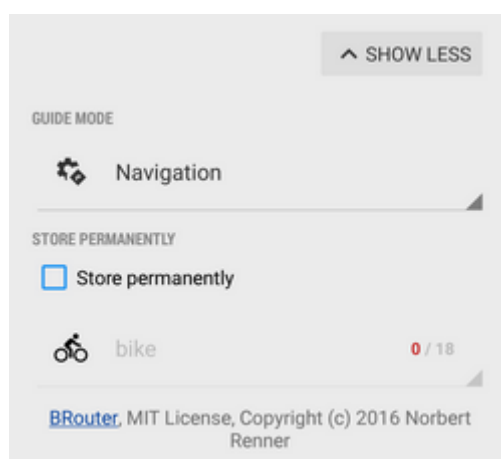 SHOW LESS
GUIDE MODE
Navigation
STORE PERMANENTLY
Store permanently
bike 0 / 18
BRouter, MIT License, Copyright (c) 2016 Norbert
Renner